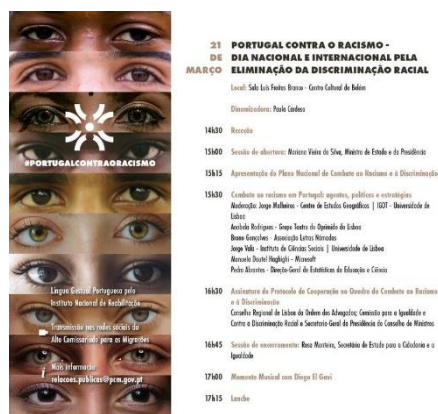 #PORTUGALCONTRAORACISMO
Língua Gestual Portuguesa pelo
Instituto Nacional de Reabilitação
Transmissão nas redes sociais do
Alto Comissariado para as Migrações
Mais informação:
relacoes.publicas@pcm.gov.pt
21
DE
MARÇO
PORTUGAL CONTRA O RACISMO -
DIA NACIONAL E INTERNACIONAL PELA
ELIMINAÇÃO DA DISCRIMINAÇÃO RACIAL
Local: Sala Luís Freitas Branco - Centro Cultural de Belém
Dinamizadora: Paula Cardoso
14h30 Receção
15h00 Sessão de abertura: Mariana Vieira da Silva, Ministra de Estado e da Presidência
15h15 Apresentação do Plano Nacional de Combate ao Racismo e à Discriminação
15h30 Combate ao racismo em Portugal: agentes, políticas e estratégias
Moderação: Jorge Malheiros - Centro de Estudos Geográficos | IGOT - Universidade de
Lisboa
Anabela Rodrigues - Grupo Teatro do Oprimido de Lisboa
Bruno Gonçalves - Associação Letras Nómadas
Jorge Vala - Instituto de Ciências Sociais | Universidade de Lisboa
Manuela Doutel Haghighi - Microsoft
Pedro Abrantes - Direção-Geral de Estatísticas da Educação e Ciência
16h30 Assinatura do Protocolo de Cooperação no Quadro do Combate ao Racismo
e à Discriminação
Conselho Regional de Lisboa da Ordem dos Advogados; Comissão para a Igualdade e
Contra a Discriminação Racial e Secretaria-Geral da Presidência do Conselho de Ministros
16h45 Sessão de encerramento: Rosa Monteiro, Secretária de Estado para a Cidadania e a
Igualdade
17h00 Momento Musical com Diego El Gavi
17h15 Lanche